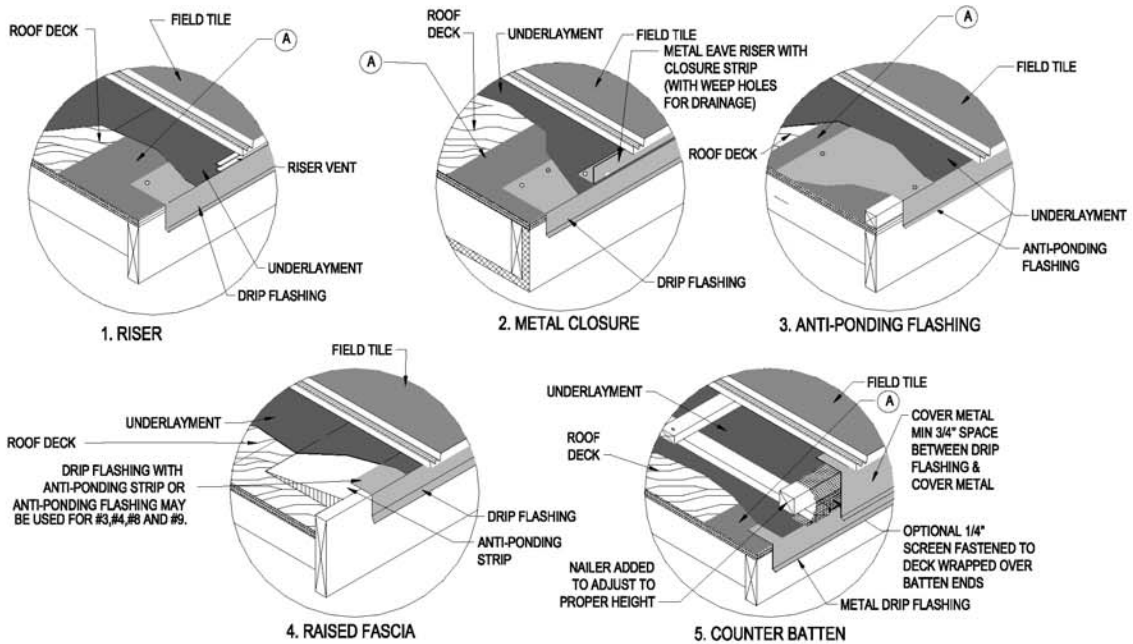 ROOF DECK
FIELD TILE
A
RISER VENT
UNDERLAYMENT
DRIP FLASHING
1. RISER
ROOF
DECK
UNDERLAYMENT
FIELD TILE
A
METAL EAVE RISER WITH
CLOSURE STRIP
(WITH WEEP HOLES
FOR DRAINAGE)
DRIP FLASHING
2. METAL CLOSURE
A
FIELD TILE
ROOF DECK
UNDERLAYMENT
ANTI-PONDING
FLASHING
3. ANTI-PONDING FLASHING
FIELD TILE
UNDERLAYMENT
ROOF DECK
DRIP FLASHING WITH
ANTI-PONDING STRIP OR
ANTI-PONDING FLASHING MAY
BE USED FOR #3,#4,#8 AND #9.
DRIP FLASHING
ANTI-PONDING
STRIP
4. RAISED FASCIA
FIELD TILE
UNDERLAYMENT
A
ROOF
DECK
COVER METAL
MIN 3/4" SPACE
BETWEEN DRIP
FLASHING &
COVER METAL
OPTIONAL 1/4"
SCREEN FASTENED TO
DECK WRAPPED OVER
BATTEN ENDS
NAILER ADDED
TO ADJUST TO
PROPER HEIGHT
METAL DRIP FLASHING
5. COUNTER BATTEN